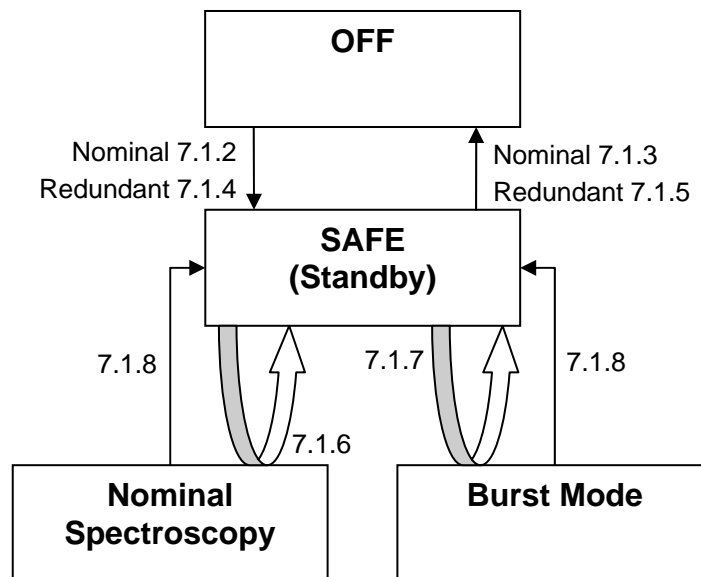 OFF
Nominal 7.1.2
Redundant 7.1.4
Nominal 7.1.3
Redundant 7.1.5
SAFE
(Standby)
7.1.8
7.1.6
7.1.7
7.1.8
Nominal
Spectroscopy
Burst Mode